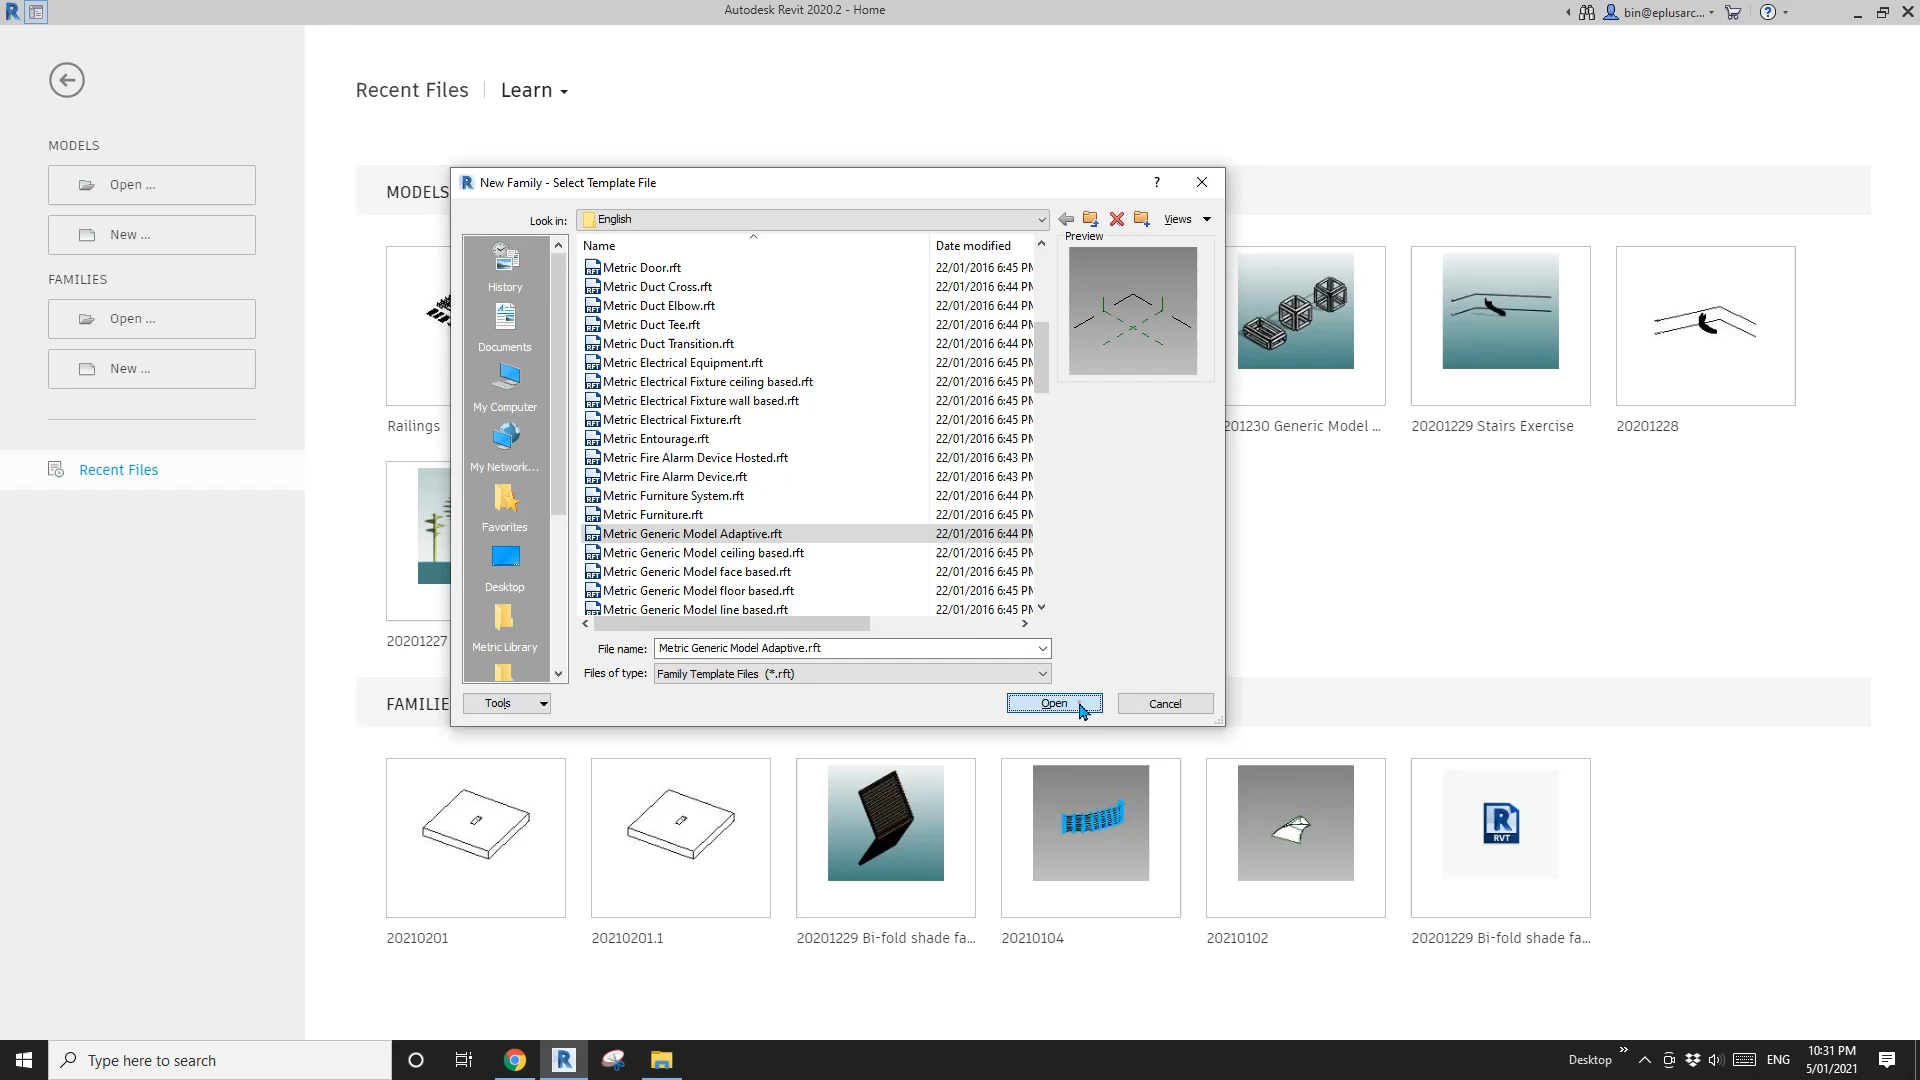 Autodesk Revit 2020.2 - Home
bin@eplusarc...
Recent Files
Learn
MODELS
Open ...
New ...
FAMILIES
Open ...
New ...
Recent Files
MODELS
Railings
201230 Generic Model ...
20201229 Stairs Exercise
20201228
20201227
New Family - Select Template File
?
Look in:
English
Views
Preview
History
Documents
My Computer
My Network...
Favorites
Desktop
Metric Library
Name
Date modified
Metric Door.rft 22/01/2016 6:45 PM
Metric Duct Cross.rft 22/01/2016 6:44 PM
Metric Duct Elbow.rft 22/01/2016 6:44 PM
Metric Duct Tee.rft 22/01/2016 6:44 PM
Metric Duct Transition.rft 22/01/2016 6:44 PM
Metric Electrical Equipment.rft 22/01/2016 6:45 PM
Metric Electrical Fixture ceiling based.rft 22/01/2016 6:45 PM
Metric Electrical Fixture wall based.rft 22/01/2016 6:45 PM
Metric Electrical Fixture.rft 22/01/2016 6:45 PM
Metric Entourage.rft 22/01/2016 6:45 PM
Metric Fire Alarm Device Hosted.rft 22/01/2016 6:43 PM
Metric Fire Alarm Device.rft 22/01/2016 6:43 PM
Metric Furniture System.rft 22/01/2016 6:44 PM
Metric Furniture.rft 22/01/2016 6:45 PM
Metric Generic Model Adaptive.rft 22/01/2016 6:44 PM
Metric Generic Model ceiling based.rft 22/01/2016 6:45 PM
Metric Generic Model face based.rft 22/01/2016 6:45 PM
Metric Generic Model floor based.rft 22/01/2016 6:45 PM
Metric Generic Model line based.rft 22/01/2016 6:45 PM
File name: Metric Generic Model Adaptive.rft
Files of type: Family Template Files (*.rft)
Tools
Open
Cancel
FAMILIE
20210201
20210201.1
20201229 Bi-fold shade fa...
20210104
20210102
R
RVT
20201229 Bi-fold shade fa...
Type here to search
Desktop
ENG
10:31 PM
5/01/2021